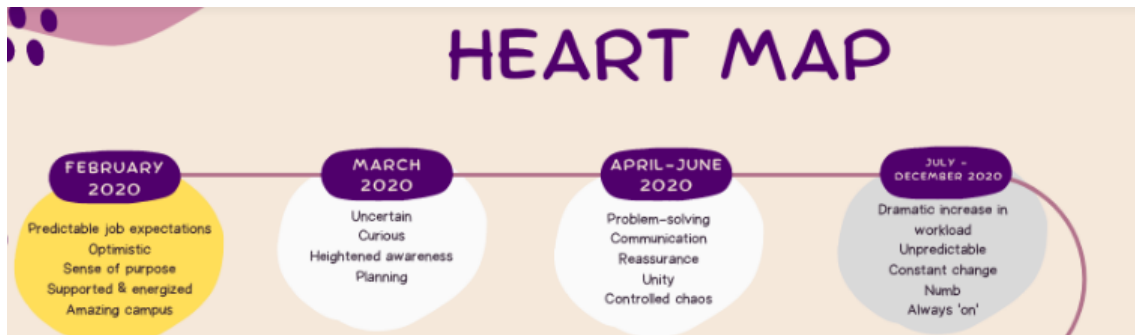 HEART MAP
FEBRUARY
2020
Predictable job expectations
Optimistic
Sense of purpose
Supported & energized
Amazing campus
MARCH
2020
Uncertain
Curious
Heightened awareness
Planning
APRIL-JUNE
2020
Problem-solving
Communication
Reassurance
Unity
Controlled chaos
JULY -
DECEMBER 2020
Dramatic increase in
workload
Unpredictable
Constant change
Numb
Always 'on'